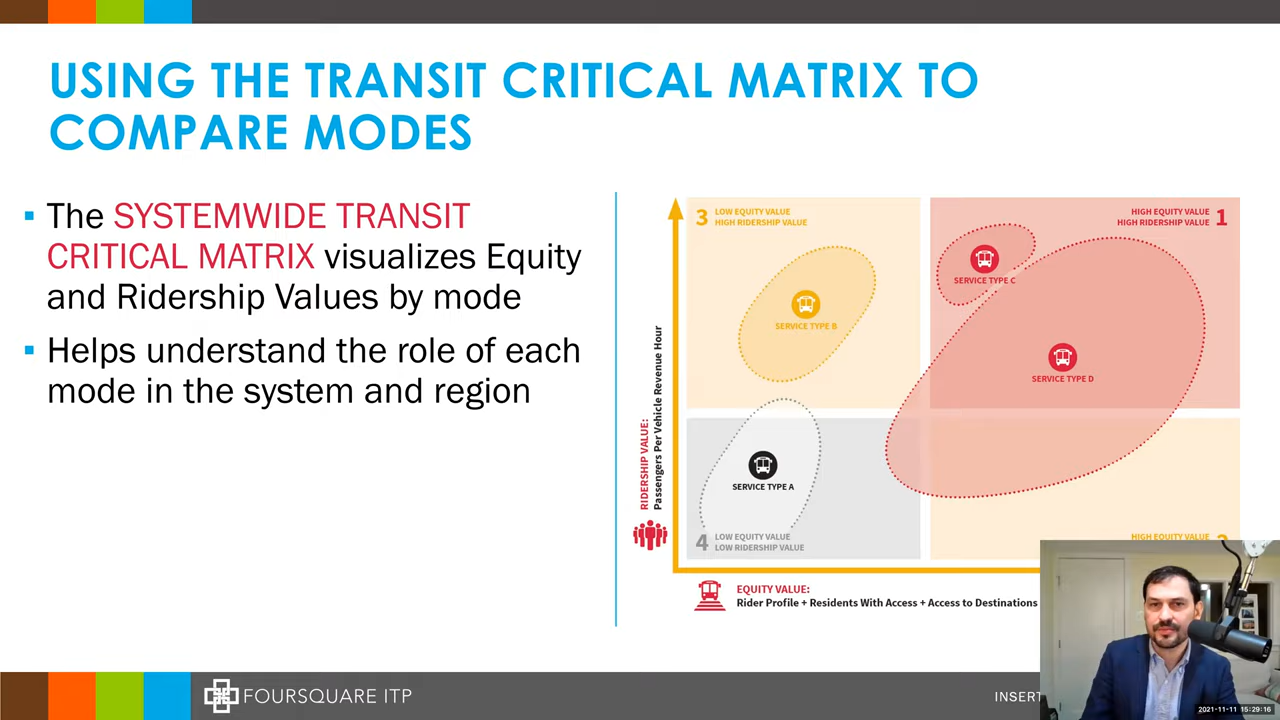 USING THE TRANSIT CRITICAL MATRIX TO
COMPARE MODES
The SYSTEMWIDE TRANSIT
CRITICAL MATRIX visualizes Equity
and Ridership Values by mode
Helps understand the role of each
mode in the system and region
3 LOW EQUITY VALUE
HIGH RIDERSHIP VALUE
HIGH EQUITY VALUE 1
HIGH RIDERSHIP VALUE
SERVICE TYPE C
SERVICE TYPE B
SERVICE TYPE D
SERVICE TYPE A
RIDERSHIP VALUE:
Passengers Per Vehicle Revenue Hour
4 LOW EQUITY VALUE
LOW RIDERSHIP VALUE
HIGH EQUITY VALUE
EQUITY VALUE:
Rider Profile + Residents With Access + Access to Destinations
FOURSQUARE ITP
INSERT
2021-11-11 15:29:16